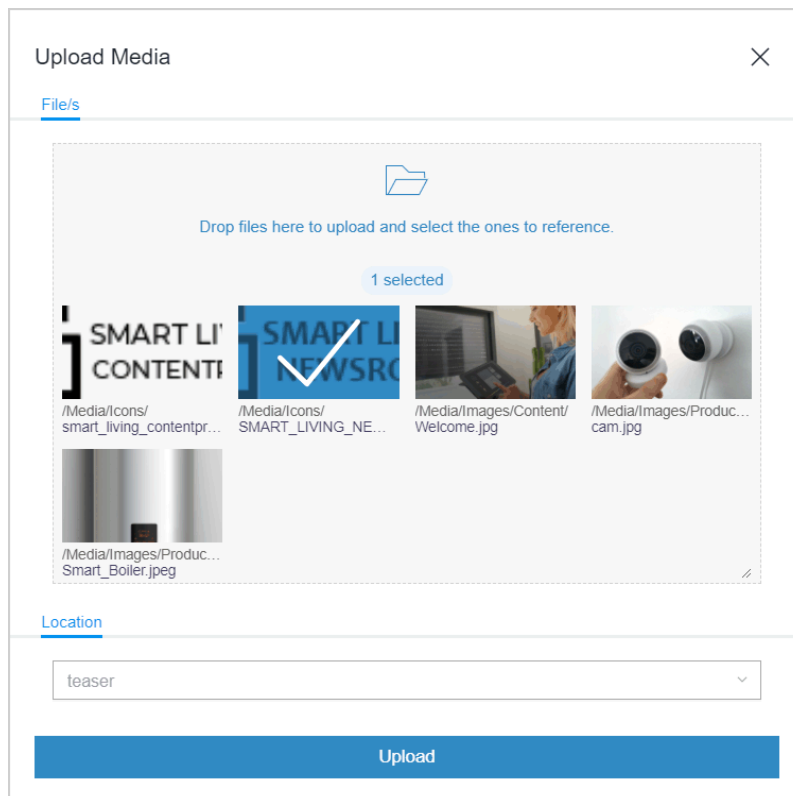 Upload Media
File/s
Drop files here to upload and select the ones to reference.
1 selected
SMART LI
CONTENT
SMART LI
NEWSRO
/Media/Icons/
smart_living_contentpr...
/Media/Icons/
SMART_LIVING_NE...
/Media/Images/Content/
Welcome.jpg
/Media/Images/Produc...
cam.jpg
/Media/Images/Produc...
Smart_Boiler.jpeg
Location
teaser
Upload